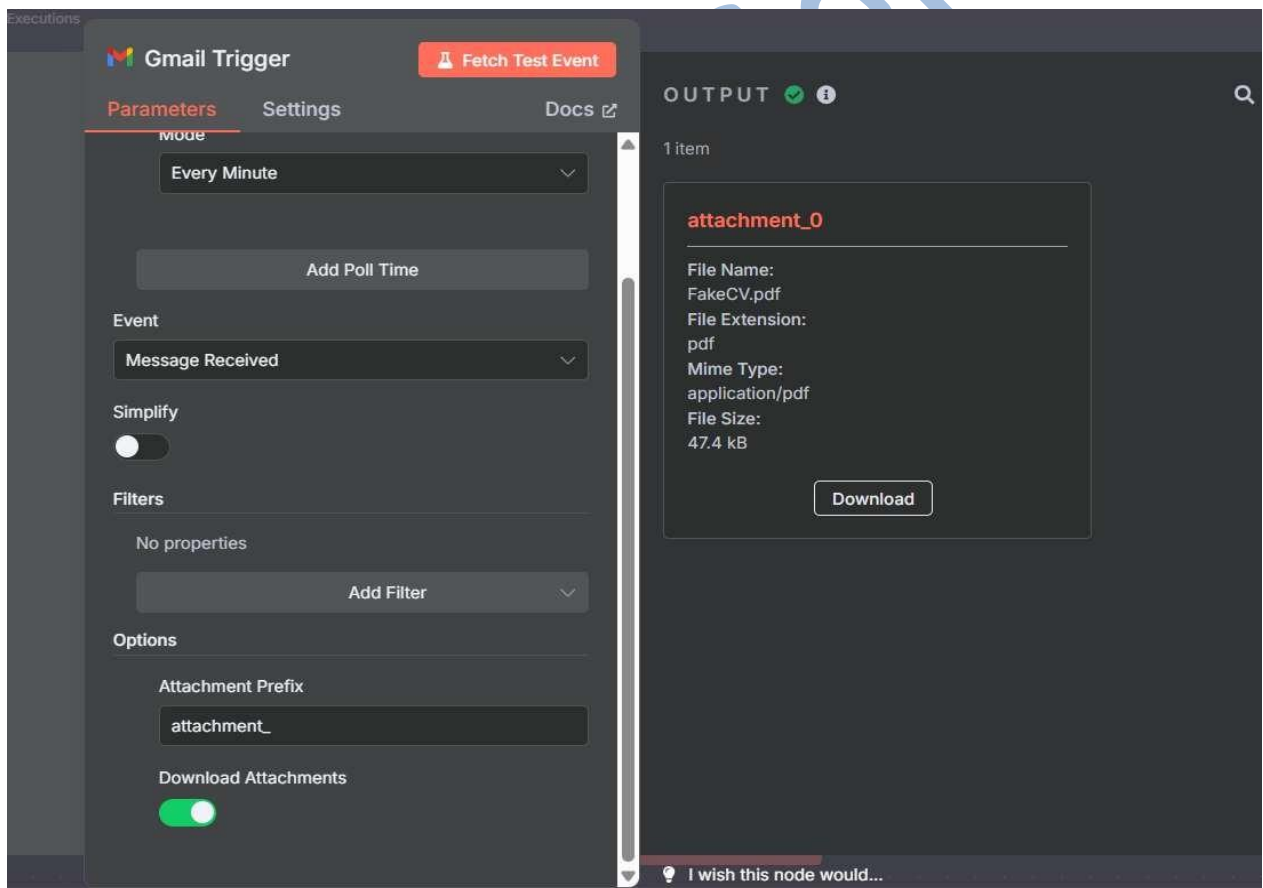 Executions
Gmail Trigger
Fetch Test Event
Parameters
Settings
Docs
Mode
Every Minute
Add Poll Time
Event
Message Received
Simplify
Filters
No properties
Add Filter
Options
Attachment Prefix
attachment_
Download Attachments
OUTPUT
1 item
attachment_0
File Name:
FakeCV.pdf
File Extension:
pdf
Mime Type:
application/pdf
File Size:
47.4 kB
Download
I wish this node would...